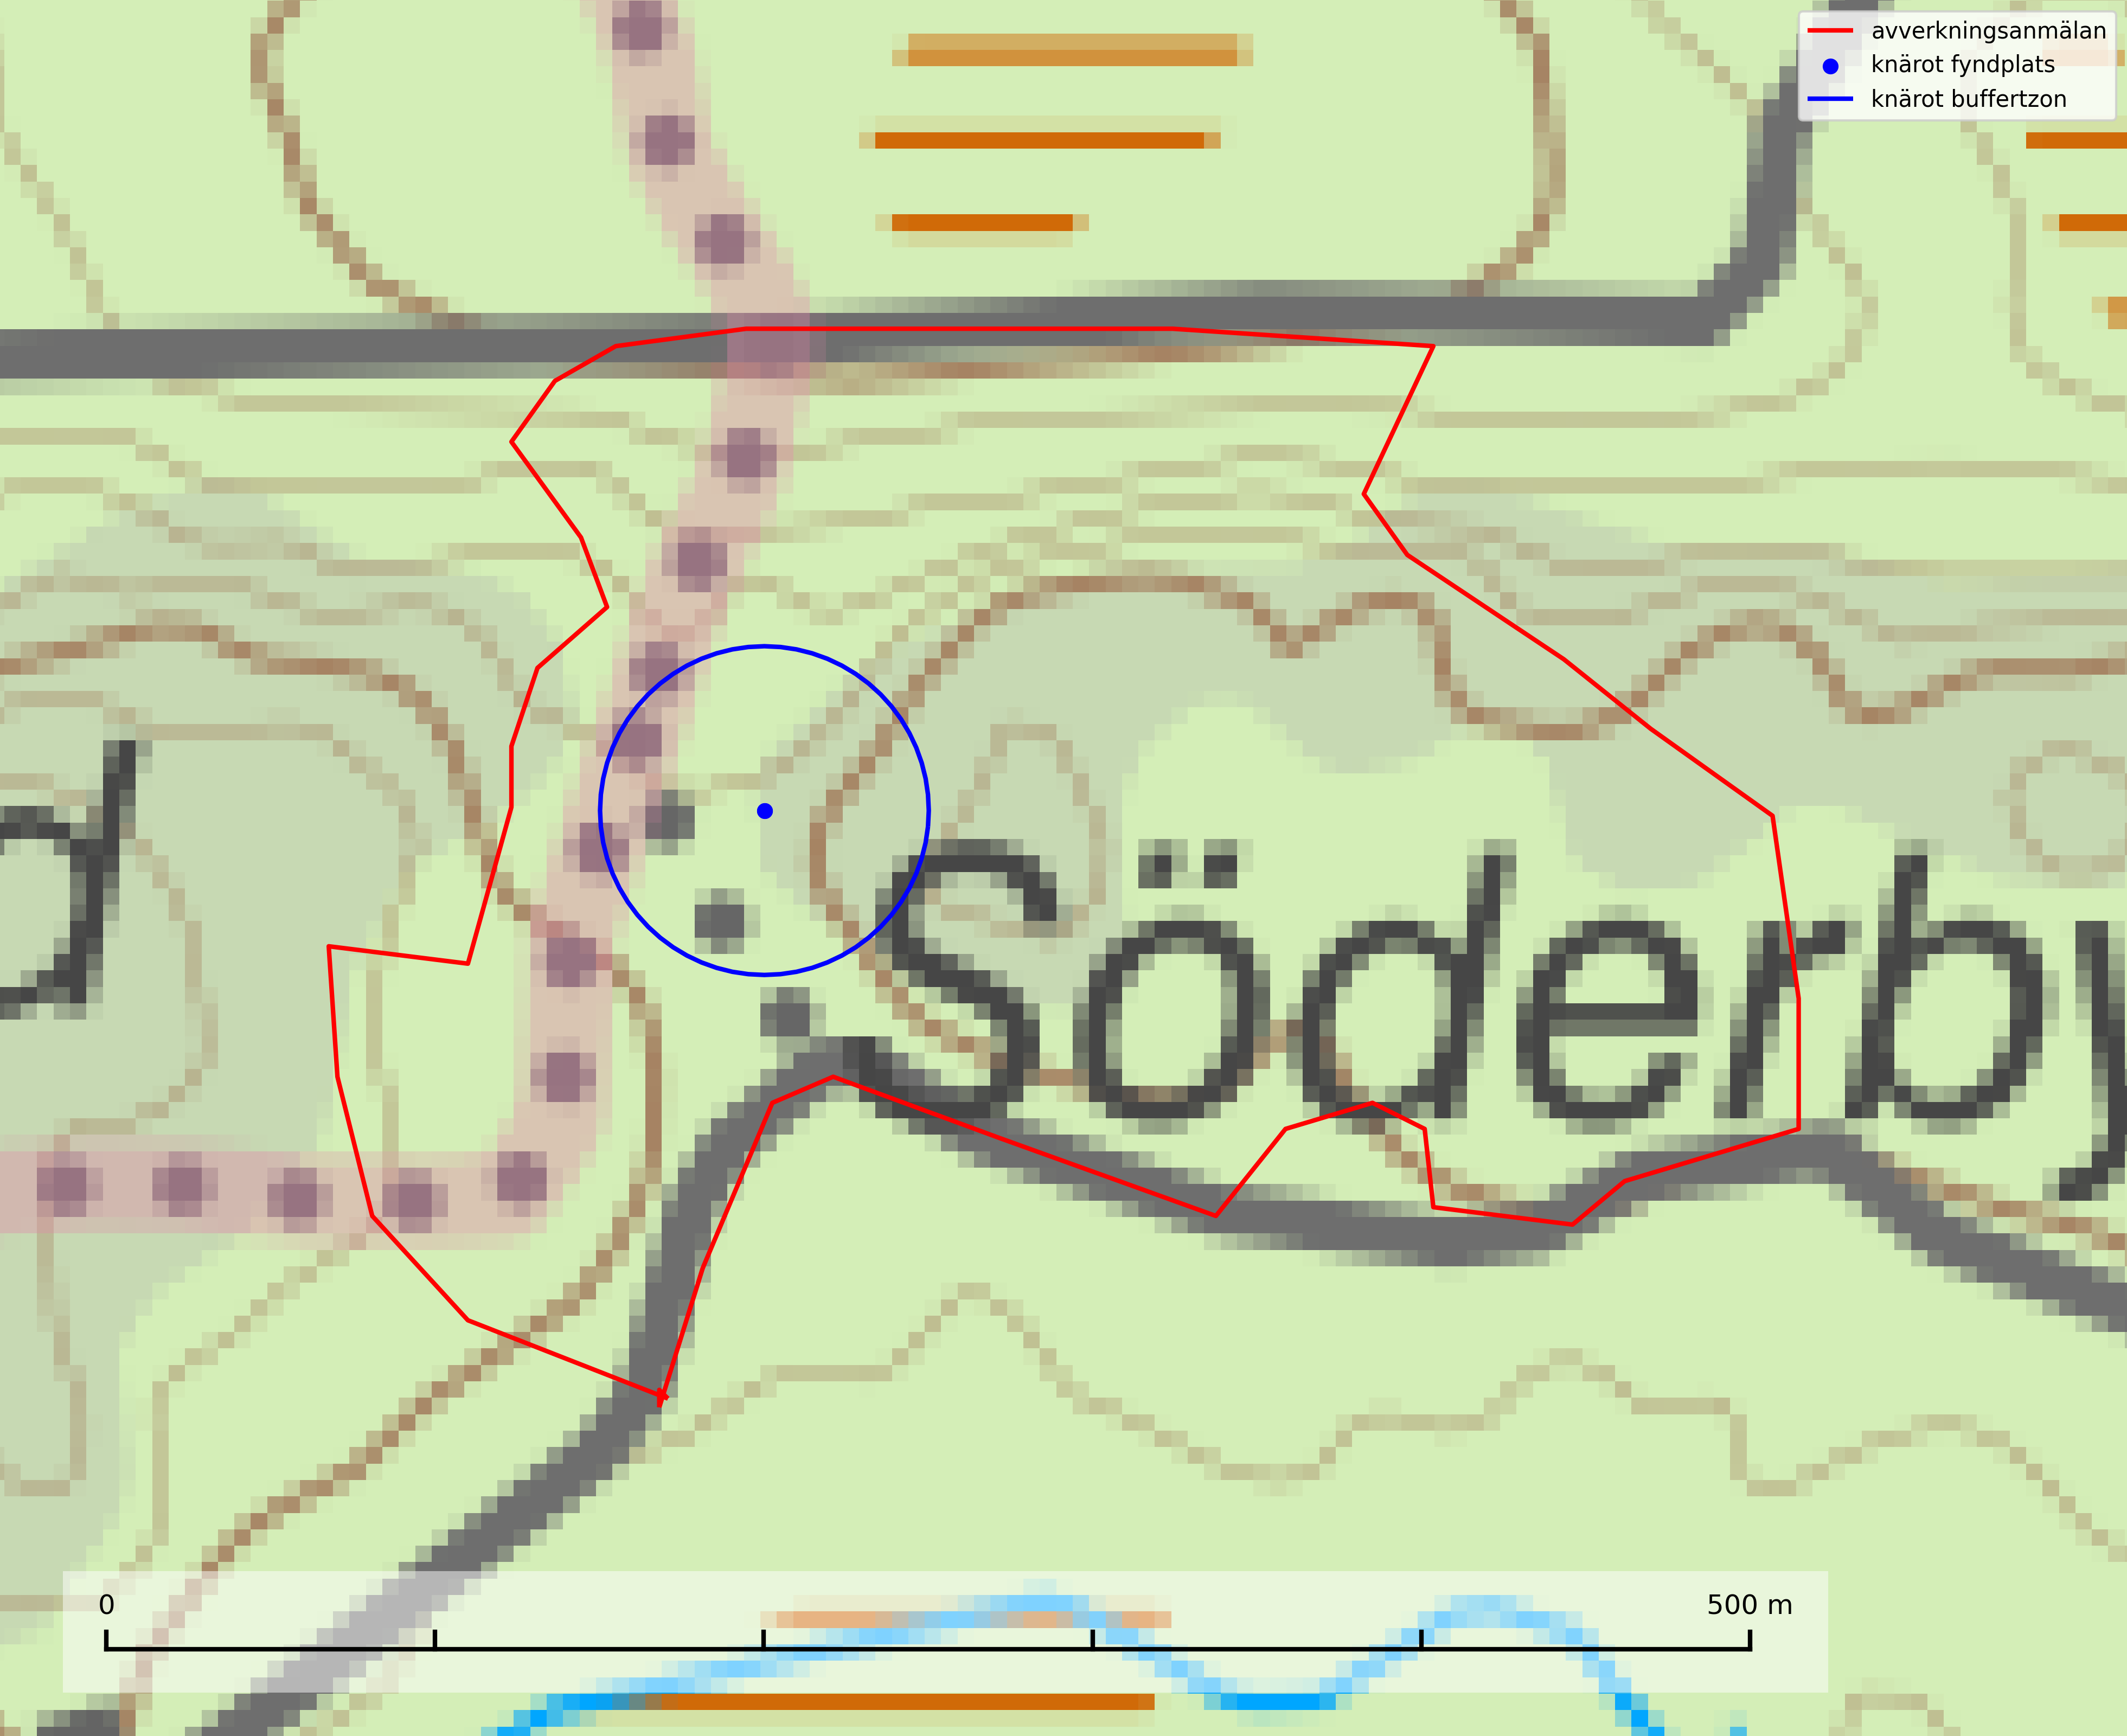 avverkningsanmälan
knärot fyndplats
knärot buffertzon
Söderby
0 500 m